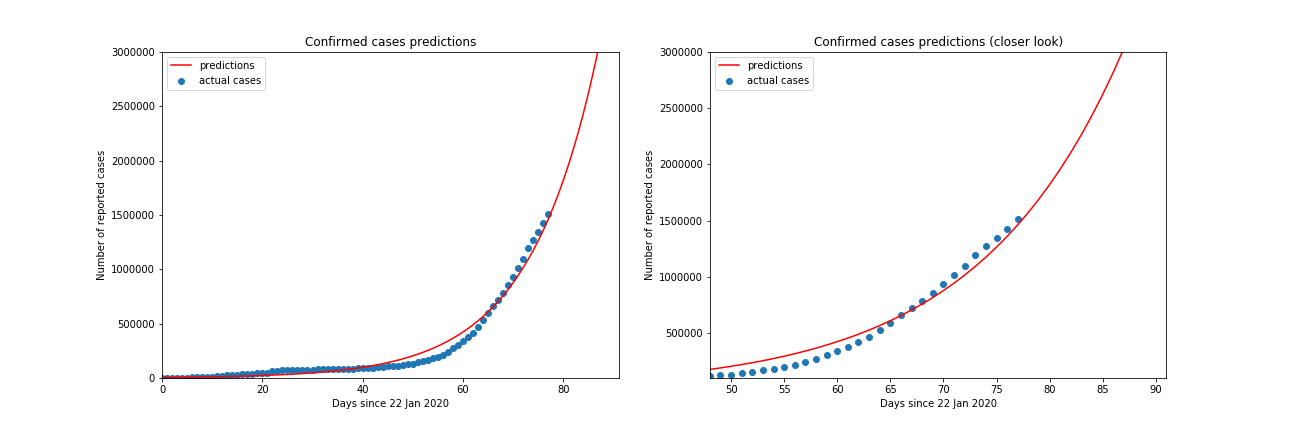 Confirmed cases predictions
3000000
2500000
2000000
1500000
1000000
500000
0
predictions
actual cases
Number of reported cases
0 20 40 60 80
Days since 22 Jan 2020
Confirmed cases predictions (closer look)
3000000
2500000
2000000
1500000
1000000
500000
predictions
actual cases
Number of reported cases
50 55 60 65 70 75 80 85 90
Days since 22 Jan 2020